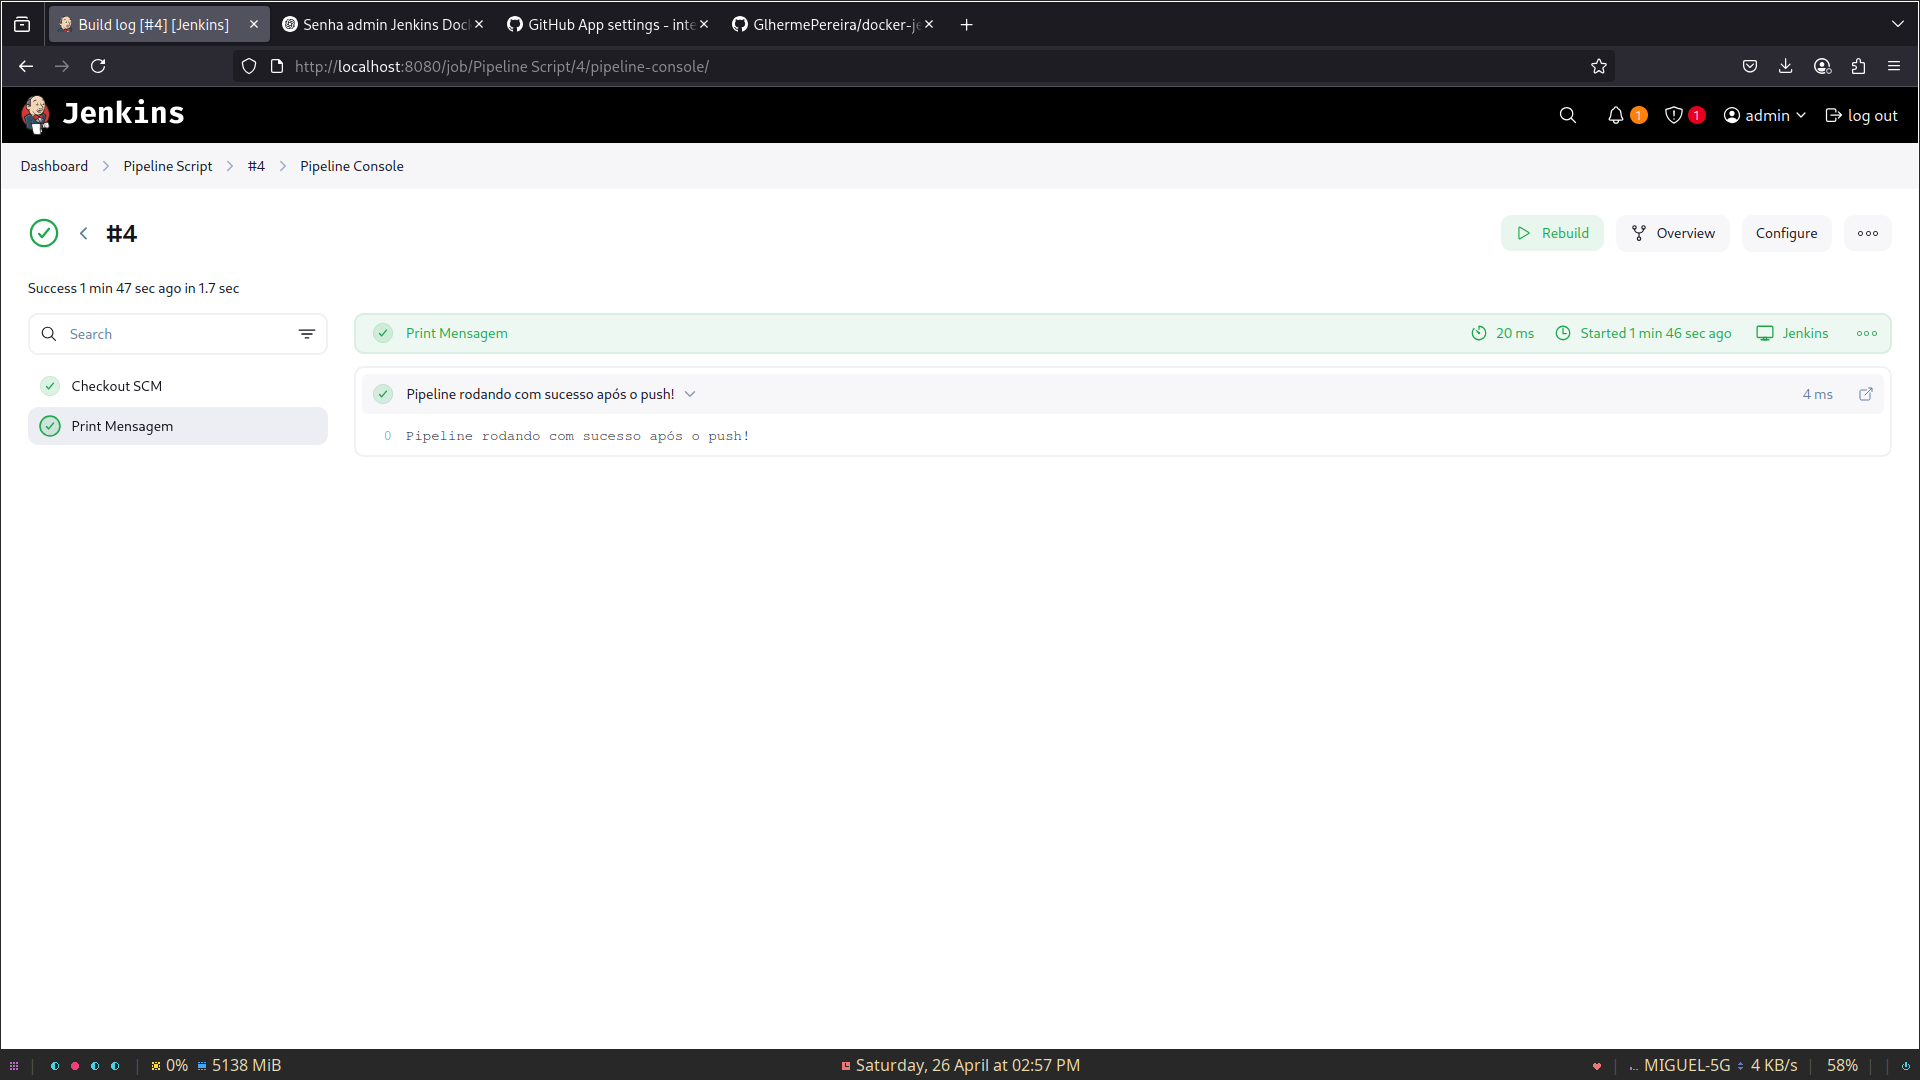 Build log [#4] [Jenkins]
Senha admin Jenkins Doc
GitHub App settings - inte
GlhermePereira/docker-je
http://localhost:8080/job/Pipeline Script/4/pipeline-console/
Jenkins
1
1
admin
log out
Dashboard
Pipeline Script
#4
Pipeline Console
#4
Rebuild
Overview
Configure
Success 1 min 47 sec ago in 1.7 sec
Search
Print Mensagem
20 ms
Started 1 min 46 sec ago
Jenkins
Checkout SCM
Print Mensagem
Pipeline rodando com sucesso após o push!
4 ms
0 Pipeline rodando com sucesso após o push!
0%
5138 MiB
Saturday, 26 April at 02:57 PM
MIGUEL-5G
4 KB/s
58%